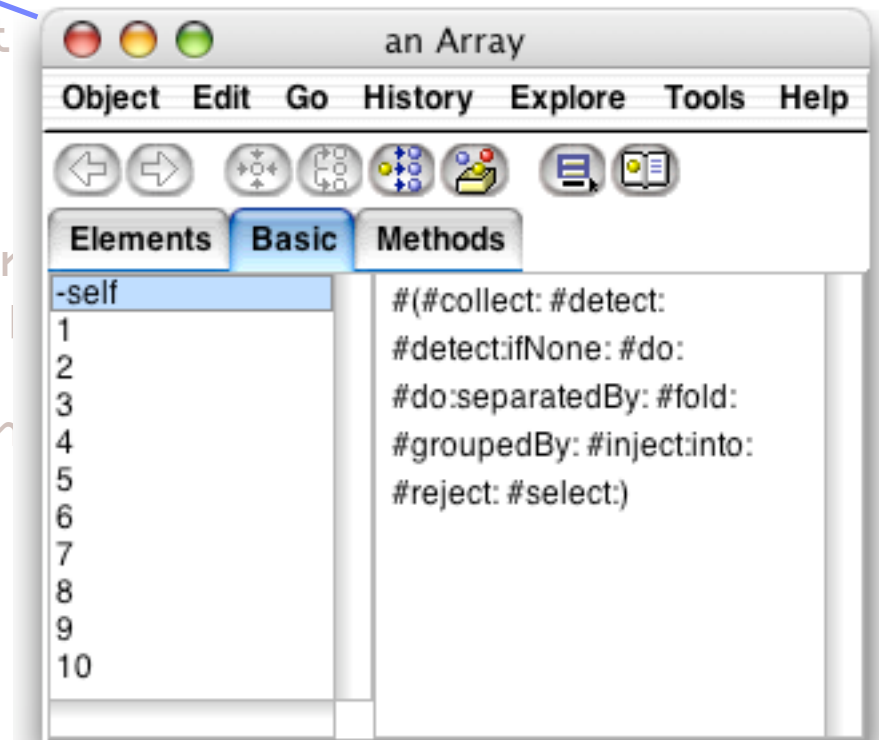 an Array
Object Edit Go History Explore Tools Help
Elements Basic Methods
-self
1
2
3
4
5
6
7
8
9
10
#(#collect: #detect:
#detect:ifNone: #do:
#do:separatedBy: #fold:
#groupedBy: #inject:into:
#reject: #select:)